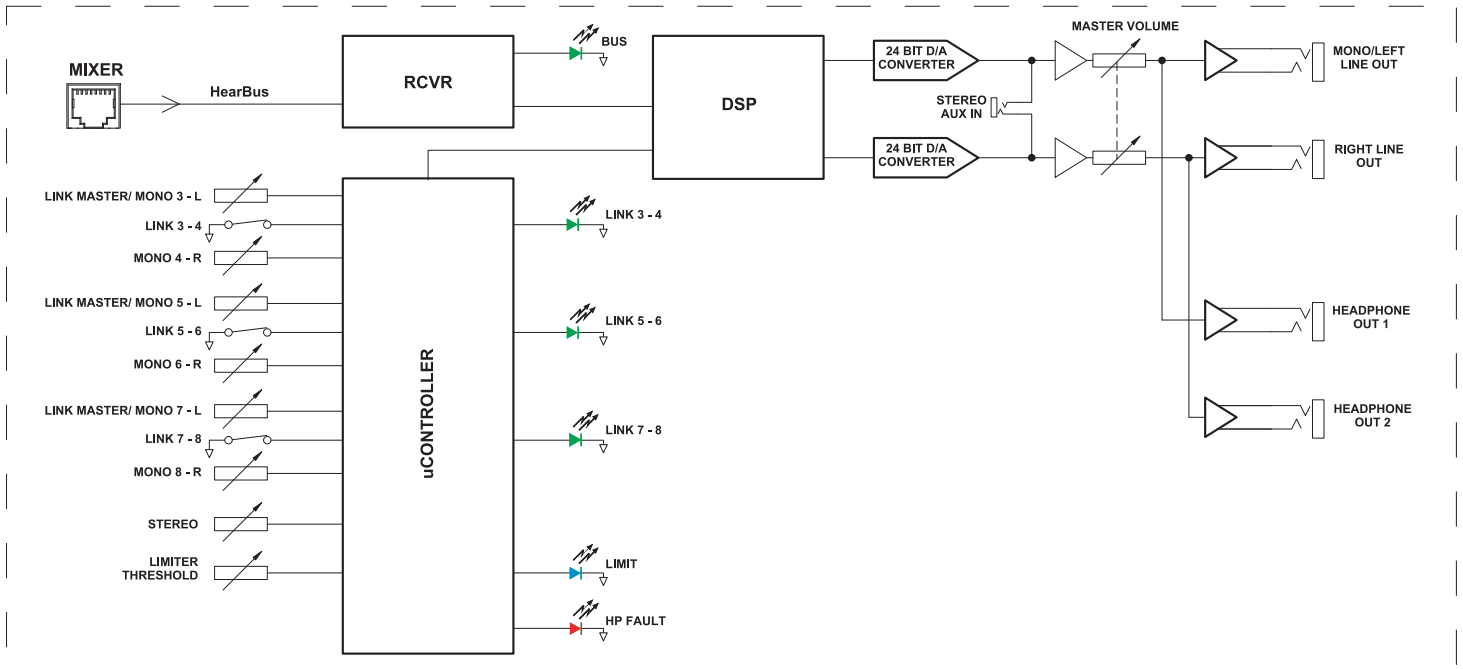 MIXER
HearBus
RCVR
BUS
DSP
24 BIT D/A
CONVERTER
STEREO
AUX IN
24 BIT D/A
CONVERTER
MASTER VOLUME
MONO/LEFT
LINE OUT
RIGHT LINE
OUT
HEADPHONE
OUT 1
HEADPHONE
OUT 2
LINK MASTER/ MONO 3 - L
LINK 3 - 4
MONO 4 - R
LINK MASTER/ MONO 5 - L
LINK 5 - 6
MONO 6 - R
LINK MASTER/ MONO 7 - L
LINK 7 - 8
MONO 8 - R
STEREO
LIMITER
THRESHOLD
uCONTROLLER
LINK 3 - 4
LINK 5 - 6
LINK 7 - 8
LIMIT
HP FAULT